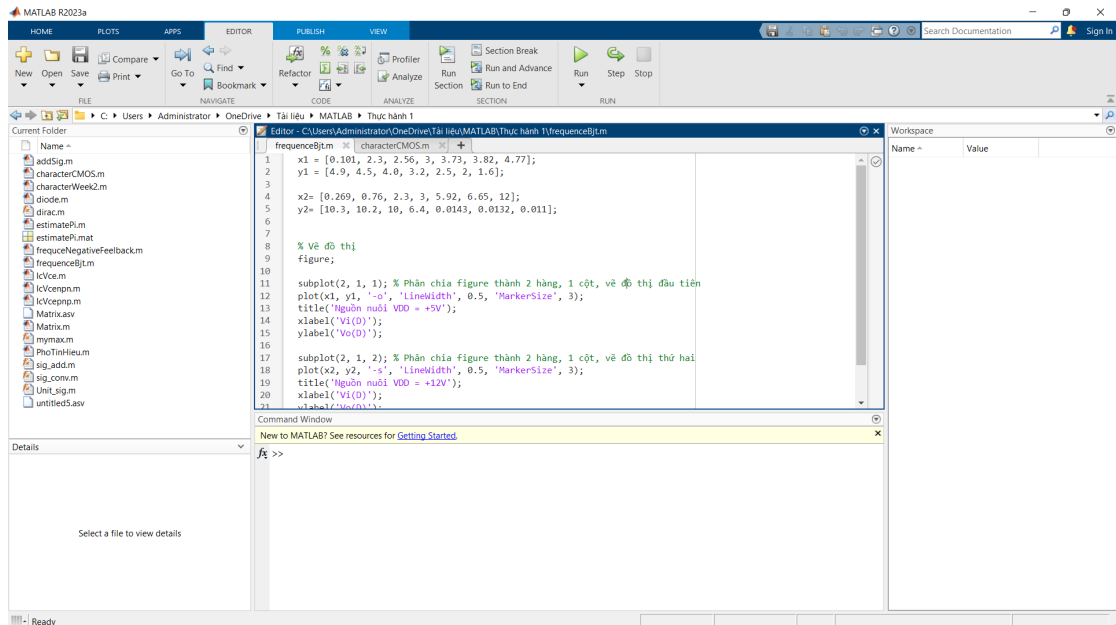 MATLAB R2023a
HOME PLOTS APPS EDITOR PUBLISH VIEW Search Documentation Sign In
New Open Save Compare Print Go To Find Bookmark Refactor Profiler Analyze Run Section Section Break Run and Advance Run to End Run Step Stop
FILE NAVIGATE CODE ANALYZE SECTION RUN
C: Users Administrator OneDrive Tài liệu MATLAB Thực hành 1
Current Folder
Name
addSig.m
characterCMOS.m
characterWeek2.m
diode.m
dirac.m
estimatePi.m
estimatePi.mat
frequceNegativeFeelback.m
frequenceBjt.m
IcVce.m
IcVcenpn.m
IcVcepnp.m
Matrix.asv
Matrix.m
mymax.m
PhoTinHieu.m
sig_add.m
sig_conv.m
Unit_sig.m
untitled5.asv
Details
Select a file to view details
Editor - C:\Users\Administrator\OneDrive\Tài liệu\MATLAB\Thực hành 1\frequenceBjt.m
frequenceBjt.m characterCMOS.m
1 x1 = [0.101, 2.3, 2.56, 3, 3.73, 3.82, 4.77];
2 y1 = [4.9, 4.5, 4.0, 3.2, 2.5, 2, 1.6];
3
4 x2= [0.269, 0.76, 2.3, 3, 5.92, 6.65, 12];
5 y2= [10.3, 10.2, 10, 6.4, 0.0143, 0.0132, 0.011];
6
7
8 % Vẽ đồ thị
9 figure;
10
11 subplot(2, 1, 1); % Phân chia figure thành 2 hàng, 1 cột, vẽ đồ thị đầu tiên
12 plot(x1, y1, '-o', 'LineWidth', 0.5, 'MarkerSize', 3);
13 title('Nguồn nuôi VDD = +5V');
14 xlabel('Vi(D)');
15 ylabel('Vo(D)');
16
17 subplot(2, 1, 2); % Phân chia figure thành 2 hàng, 1 cột, vẽ đồ thị thứ hai
18 plot(x2, y2, '-s', 'LineWidth', 0.5, 'MarkerSize', 3);
19 title('Nguồn nuôi VDD = +12V');
20 xlabel('Vi(D)');
21 ylabel('Vo(D)');
Command Window
New to MATLAB? See resources for Getting Started.
fx >>
Workspace
Name Value
Ready